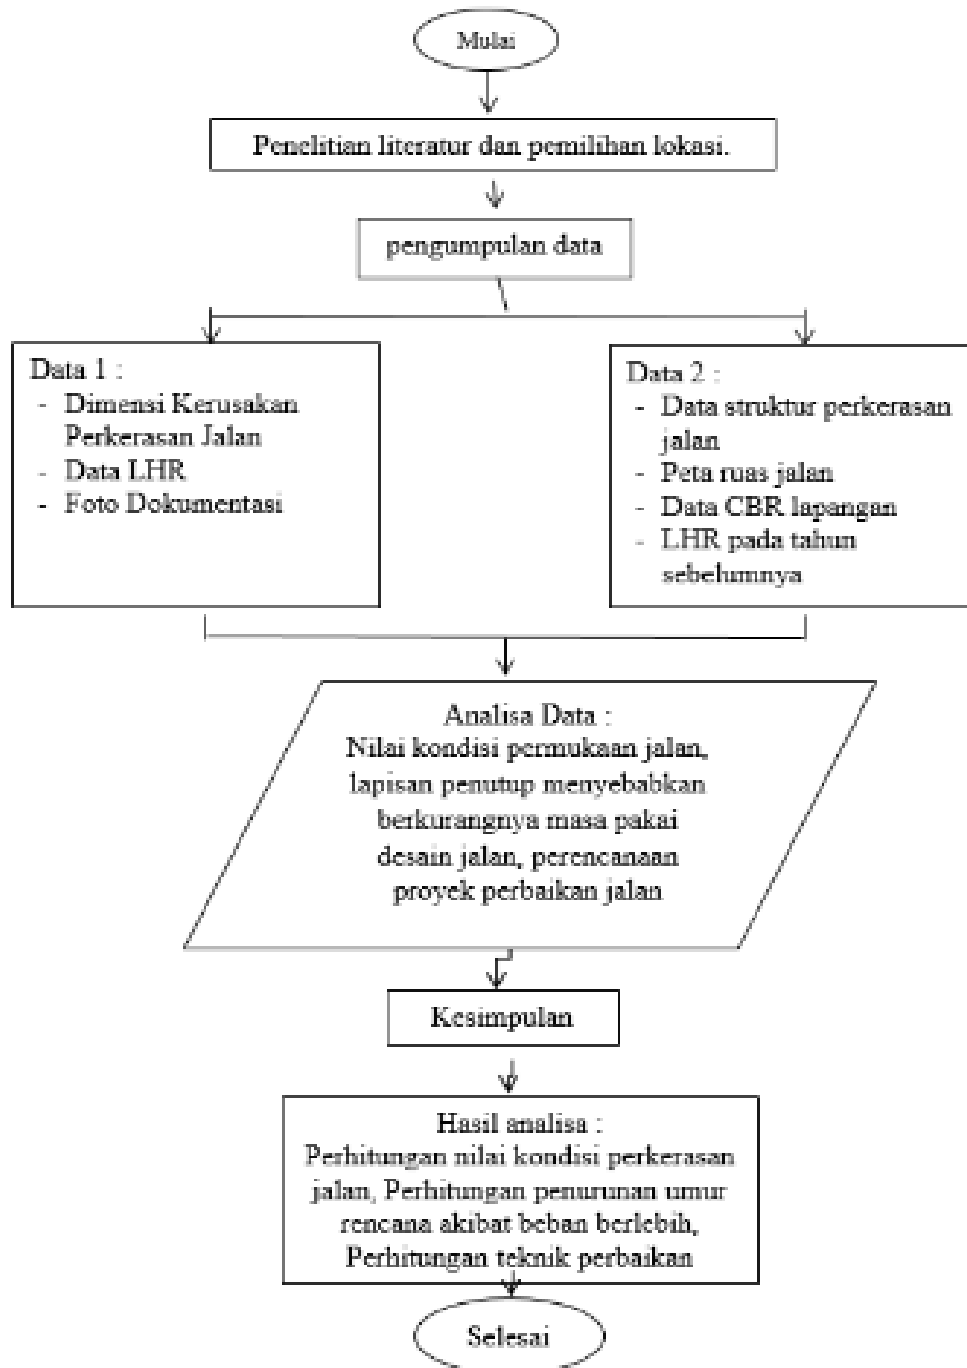 Mulai
Penelitian literatur dan pemilihan lokasi.
pengumpulan data
Data 1 :
- Dimensi Kerusakan
Perkerasan Jalan
- Data LHR
- Foto Dokumentasi
Data 2 :
- Data struktur perkerasan
jalan
- Peta ruas jalan
- Data CBR lapangan
- LHR pada tahun
sebelumnya
Analisa Data :
Nilai kondisi permukaan jalan,
lapisan penutup menyebabkan
berkurangnya masa pakai
desain jalan, perencanaan
proyek perbaikan jalan
Kesimpulan
Hasil analisa :
Perhitungan nilai kondisi perkerasan
jalan, Perhitungan penurunan umur
rencana akibat beban berlebih,
Perhitungan teknik perbaikan
Selesai